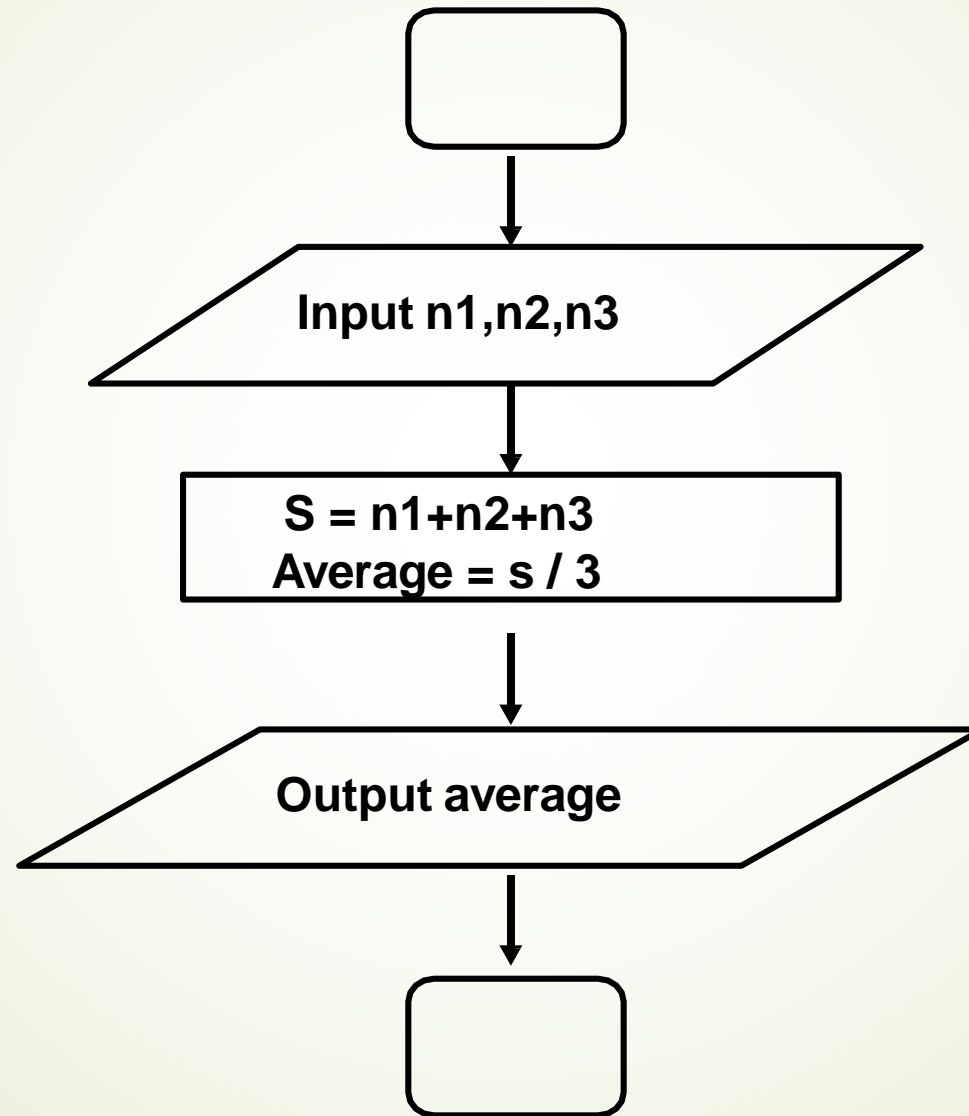 Input n1,n2,n3
S = n1+n2+n3
Average = s / 3
Output average